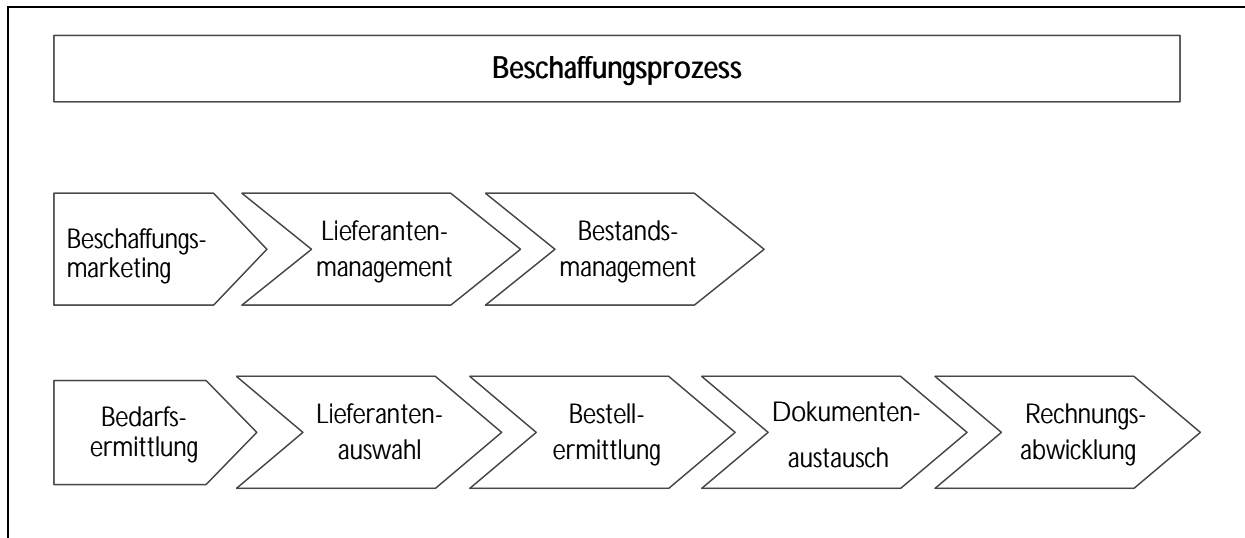 Beschaffungsprozess
Beschaffungs-
marketing
Lieferanten-
management
Bestands-
management
Bedarfs-
ermittlung
Lieferanten-
auswahl
Bestell-
ermittlung
Dokumenten-
austausch
Rechnungs-
abwicklung